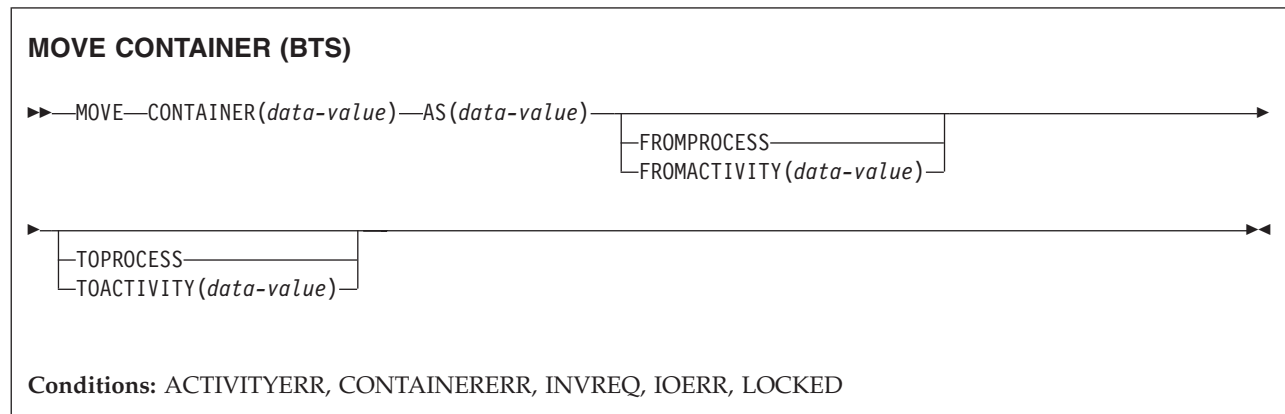 MOVE CONTAINER (BTS)
MOVE CONTAINER(data-value) AS(data-value)
FROMPROCESS
FROMACTIVITY(data-value)
TOPROCESS
TOACTIVITY(data-value)
Conditions: ACTIVITYERR, CONTAINERERR, INVREQ, IOERR, LOCKED